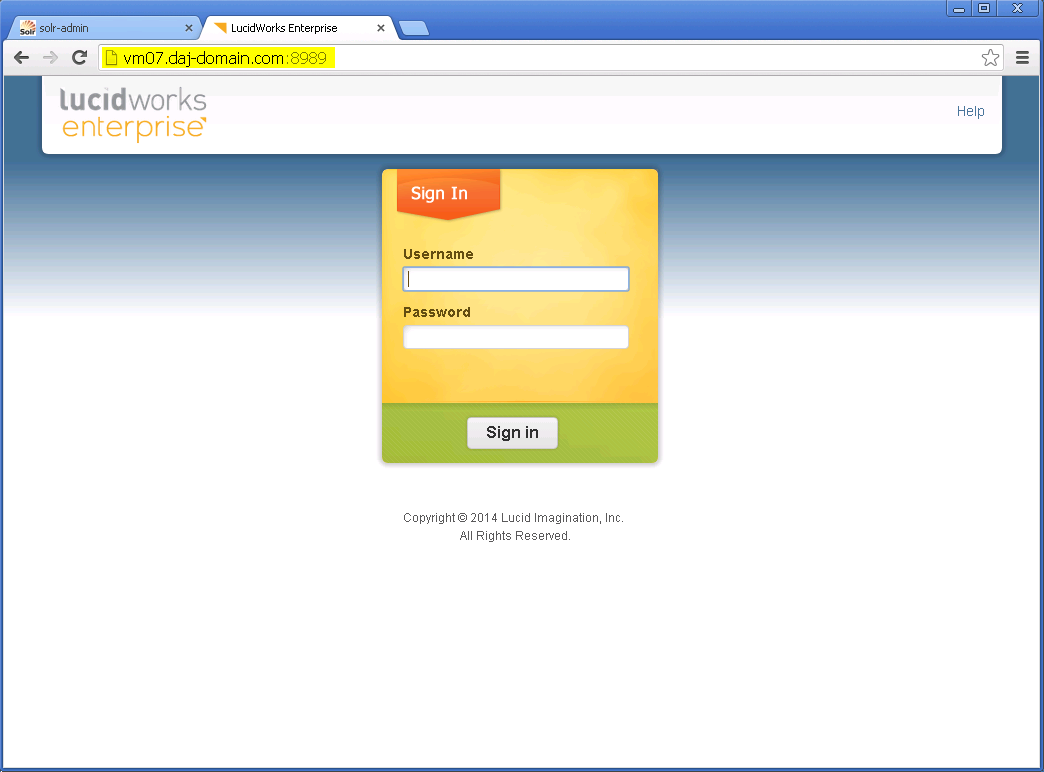 solr-admin
LucidWorks Enterprise
vm07.daj-domain.com:8989
lucidworks
enterprise
Help
Sign In
Username
Password
Sign in
Copyright © 2014 Lucid Imagination, Inc.
All Rights Reserved.